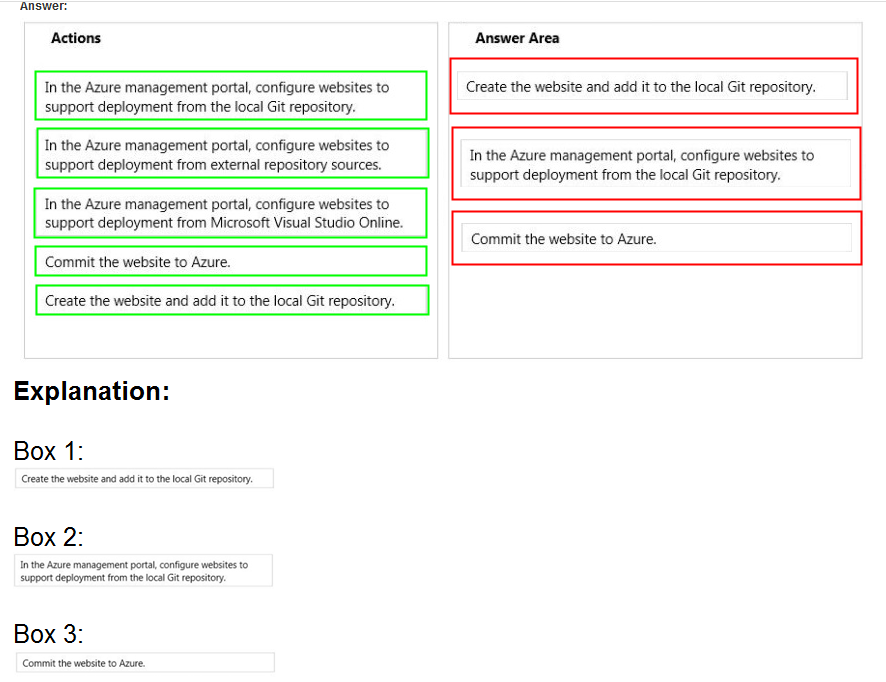 Answer:
Actions
In the Azure management portal, configure websites to
support deployment from the local Git repository.
In the Azure management portal, configure websites to
support deployment from external repository sources.
In the Azure management portal, configure websites to
support deployment from Microsoft Visual Studio Online.
Commit the website to Azure.
Create the website and add it to the local Git repository.
Answer Area
Create the website and add it to the local Git repository.
In the Azure management portal, configure websites to
support deployment from the local Git repository.
Commit the website to Azure.
Explanation:
Box 1:
Create the website and add it to the local Git repository.
Box 2:
In the Azure management portal, configure websites to
support deployment from the local Git repository.
Box 3:
Commit the website to Azure.